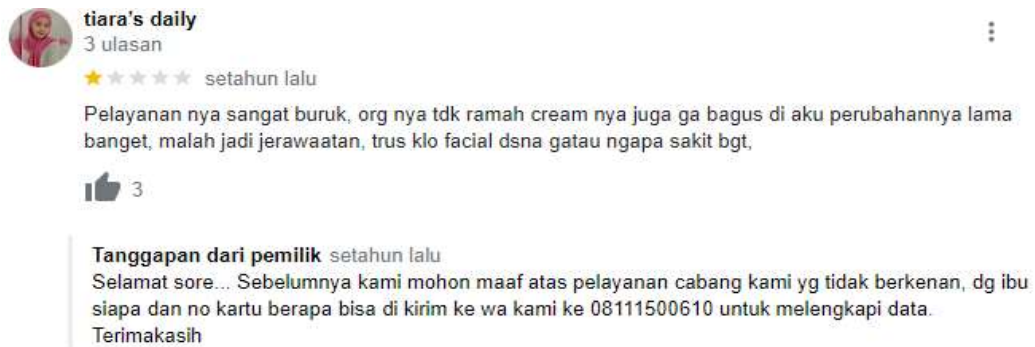 tiara's daily
3 ulasan
setahun lalu
Pelayanan nya sangat buruk, org nya tdk ramah cream nya juga ga bagus di aku perubahannya lama
banget, malah jadi jerawaatan, trus klo facial dsna gatau ngapa sakit bgt,
3
Tanggapan dari pemilik setahun lalu
Selamat sore... Sebelumnya kami mohon maaf atas pelayanan cabang kami yg tidak berkenan, dg ibu
siapa dan no kartu berapa bisa di kirim ke wa kami ke 08111500610 untuk melengkapi data.
Terimakasih